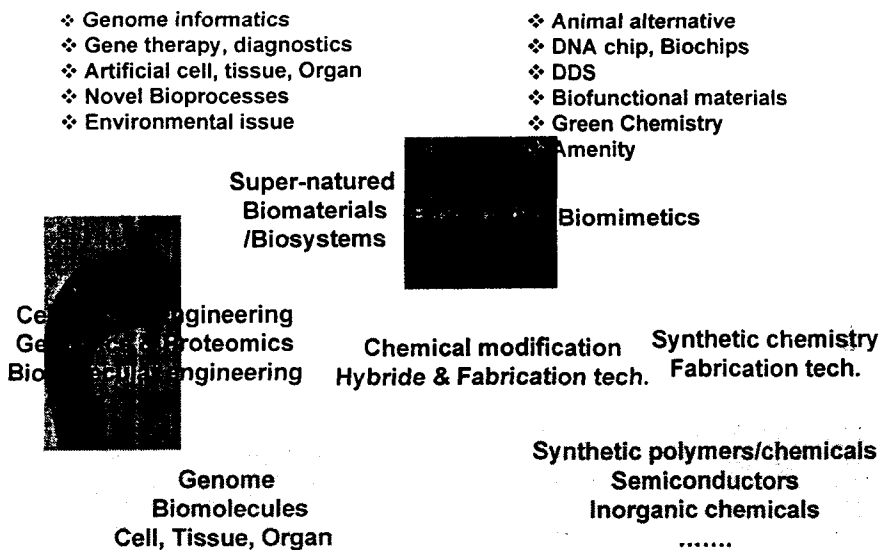 ❖ Genome informatics
❖ Gene therapy, diagnostics
❖ Artificial cell, tissue, Organ
❖ Novel Bioprocesses
❖ Environmental issue
❖ Animal alternative
❖ DNA chip, Biochips
❖ DDS
❖ Biofunctional materials
❖ Green Chemistry
Amenity
Super-natured
Biomaterials
/Biosystems
Biomimetics
ngineering
Proteomics
engineering
Chemical modification
Hybride & Fabrication tech.
Synthetic chemistry
Fabrication tech.
Genome
Biomolecules
Cell, Tissue, Organ
Synthetic polymers/chemicals
Semiconductors
Inorganic chemicals
.......